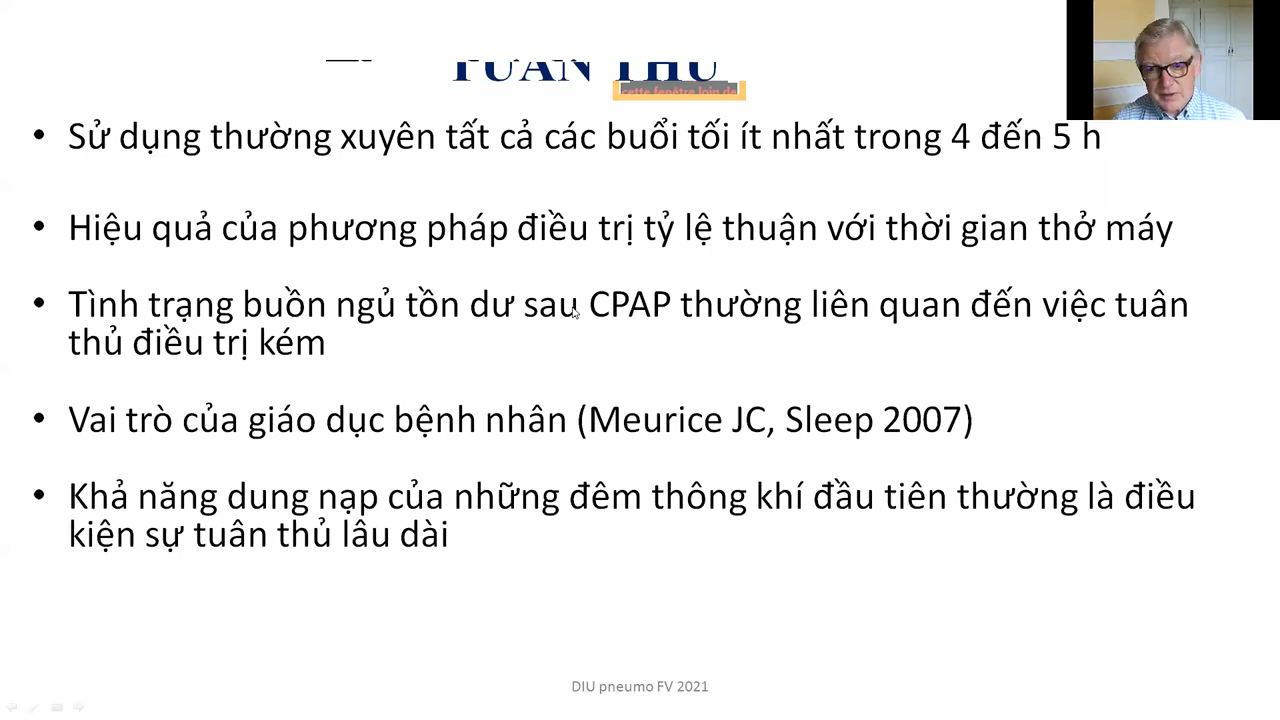 TUÂN THỦ
cette fenêtre loin de
• Sử dụng thường xuyên tất cả các buổi tối ít nhất trong 4 đến 5 h
• Hiệu quả của phương pháp điều trị tỷ lệ thuận với thời gian thở máy
• Tình trạng buồn ngủ tồn dư sau CPAP thường liên quan đến việc tuân
thủ điều trị kém
• Vai trò của giáo dục bệnh nhân (Meurice JC, Sleep 2007)
• Khả năng dung nạp của những đêm thông khí đầu tiên thường là điều
kiện sự tuân thủ lâu dài
DIU pneumo FV 2021